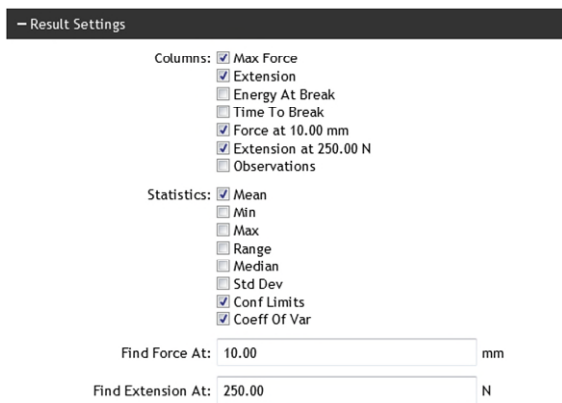 Result Settings
Columns: Max Force
Extension
Energy At Break
Time To Break
Force at 10.00 mm
Extension at 250.00 N
Observations
Statistics: Mean
Min
Max
Range
Median
Std Dev
Conf Limits
Coeff Of Var
Find Force At: 10.00 mm
Find Extension At: 250.00 N